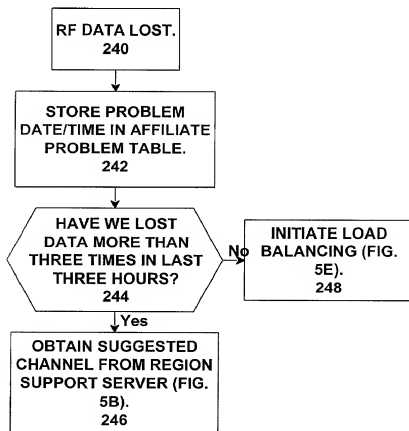 RF DATA LOST.
240
STORE PROBLEM
DATE/TIME IN AFFILIATE
PROBLEM TABLE.
242
HAVE WE LOST
DATA MORE THAN
THREE TIMES IN LAST
THREE HOURS?
244
No
INITIATE LOAD
BALANCING (FIG.
5E).
248
Yes
OBTAIN SUGGESTED
CHANNEL FROM REGION
SUPPORT SERVER (FIG.
5B).
246